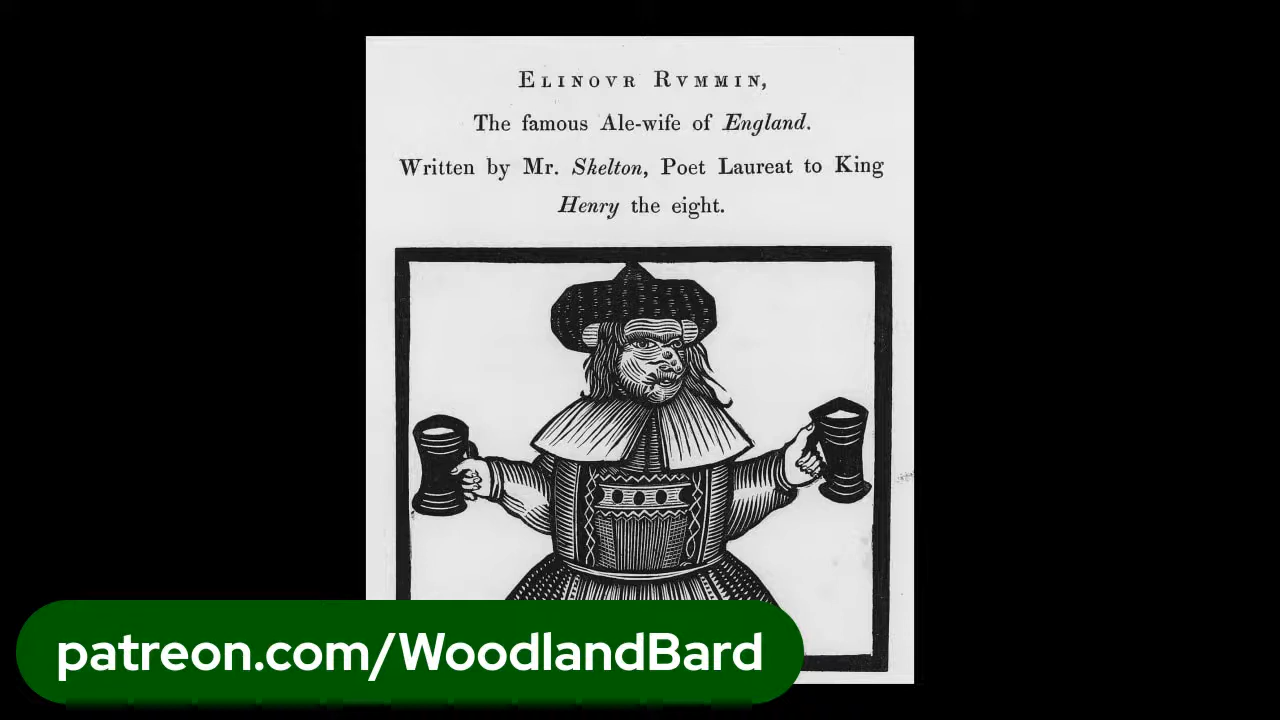 ELINOVR RVMMIN,
The famous Ale-wife of England.
Written by Mr. Skelton, Poet Laureat to King
Henry the eight.
patreon.com/WoodlandBard